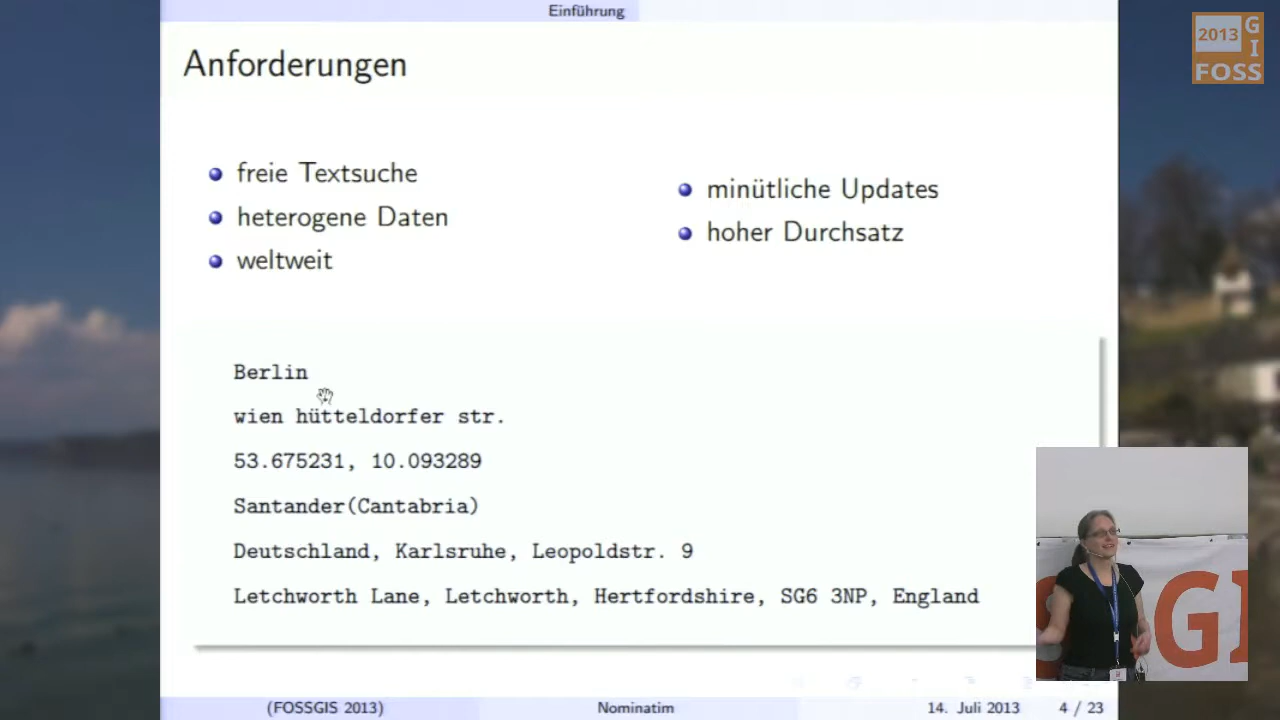 Einführung
2013
G
I
FOSS
Anforderungen
freie Textsuche
heterogene Daten
weltweit
minütliche Updates
hoher Durchsatz
Berlin
wien hütteldorfer str.
53.675231, 10.093289
Santander(Cantabria)
Deutschland, Karlsruhe, Leopoldstr. 9
Letchworth Lane, Letchworth, Hertfordshire, SG6 3NP, England
SGI
(FOSSGIS 2013)
Nominatim
14. Juli 2013
4 / 23